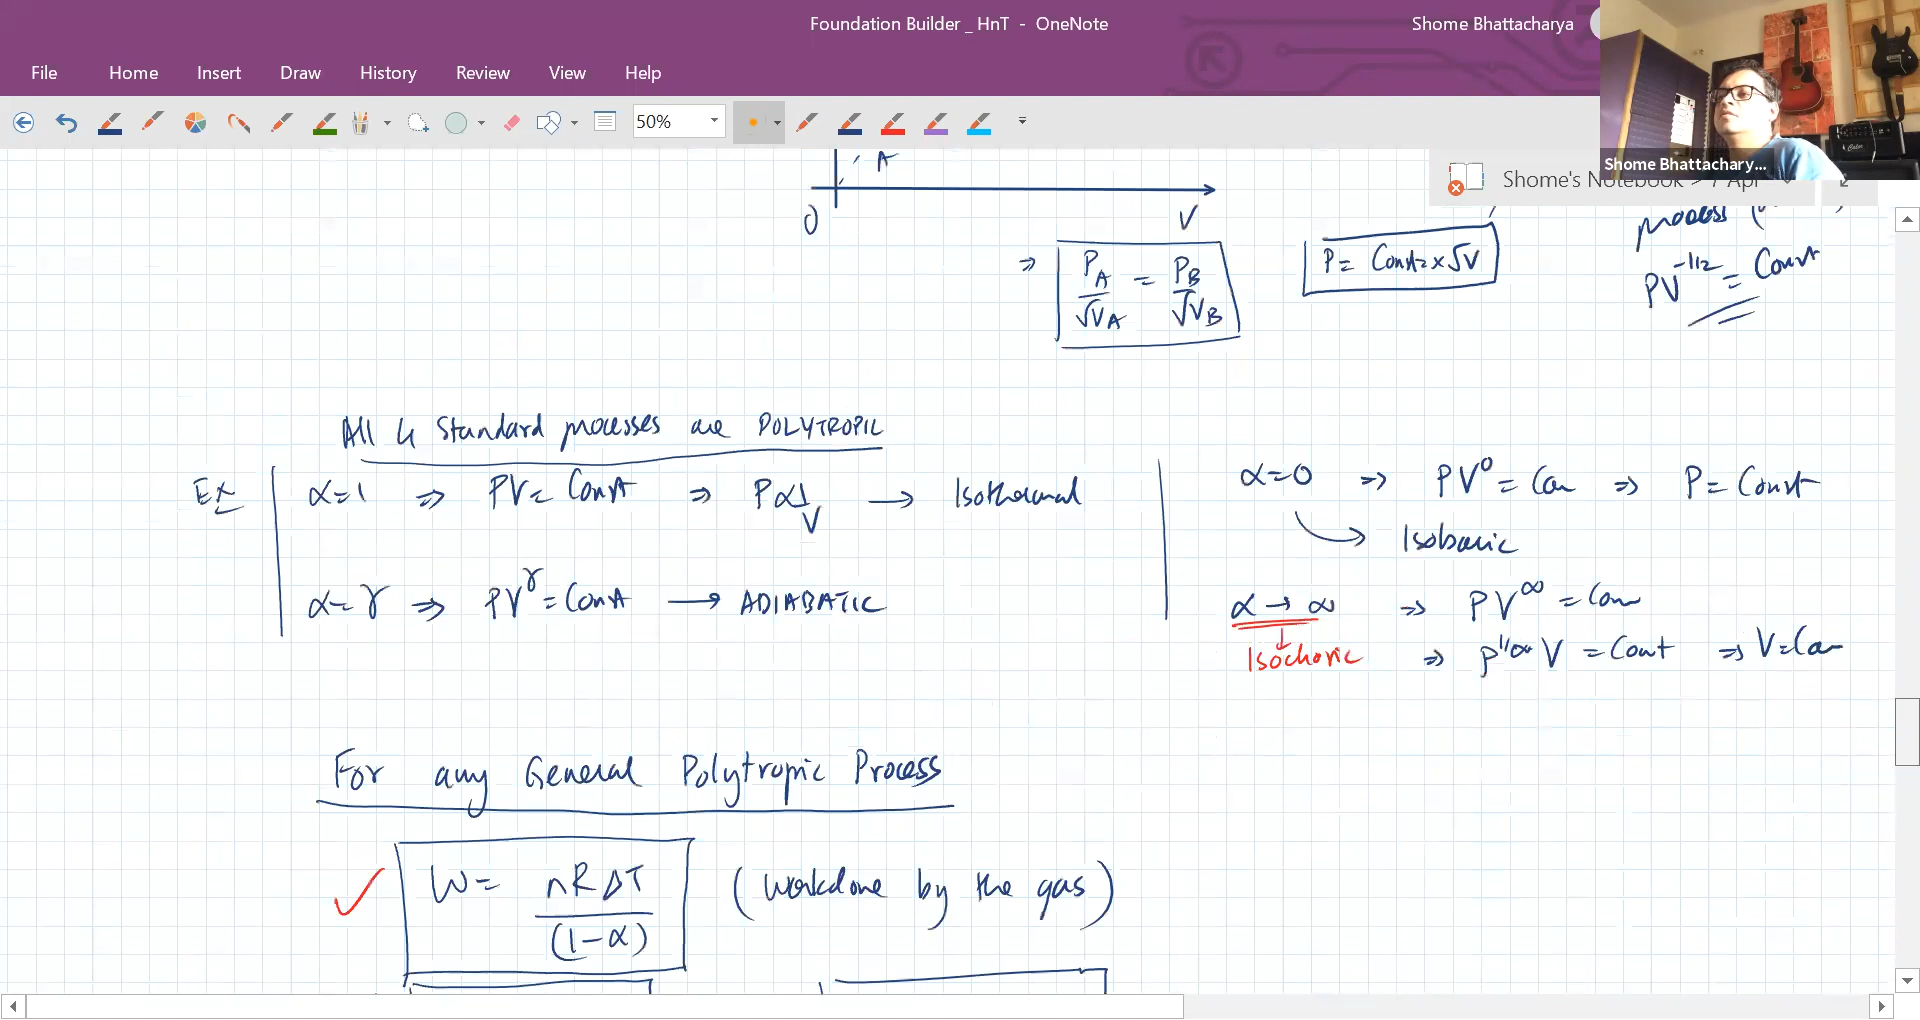 Foundation Builder _ HnT - OneNote
Shome Bhattacharya
File Home Insert Draw History Review View Help
50%
Shome Bhattachary...
Shome's Notebook > 7 Apr
A
O V
process
⇒ P_A/√V_A = P_B/√V_B
P = Const × √V
PV^-1/2 = Const
All 4 Standard processes are POLYTROPIC
Ex α=1 ⇒ PV = Const ⇒ P α 1/V → Isothermal
α=γ ⇒ PV^γ = Const → ADIABATIC
α=0 ⇒ PV^0 = Con ⇒ P = Const
Isobaric
α → ∞ ⇒ PV^∞ = Con
Isochoric ⇒ P^1/∞ V = Const ⇒ V = Con
For any General Polytropic Process
W = nRΔT/(1-α) (Workdone by the gas)